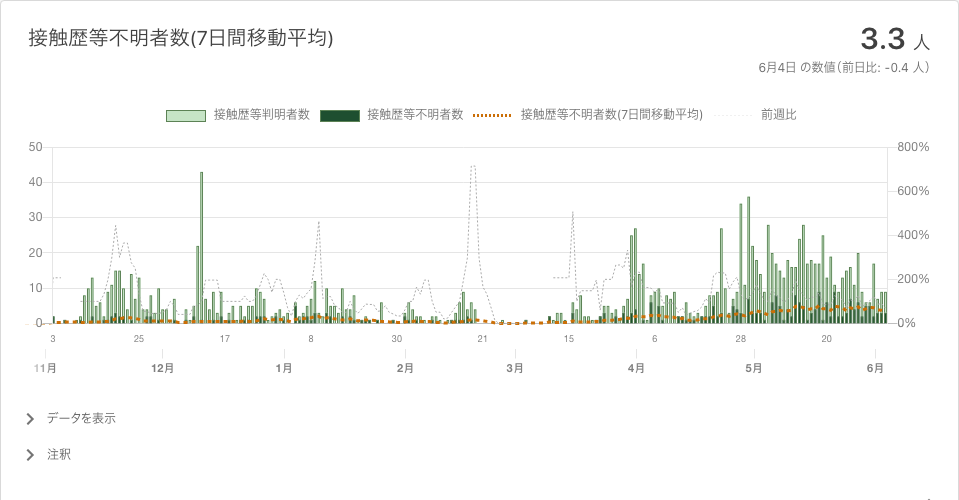 接触歴等不明者数(7日間移動平均)
3.3 人
6月4日 の数値(前日比: -0.4 人)
接触歴等判明者数 接触歴等不明者数 接触歴等不明者数(7日間移動平均) 前週比
50 800%
40 600%
30 400%
20
10 200%
0 0%
3 25 17 8 30 21 15 6 28 20
11月 12月 1月 2月 3月 4月 5月 6月
データを表示
注釈